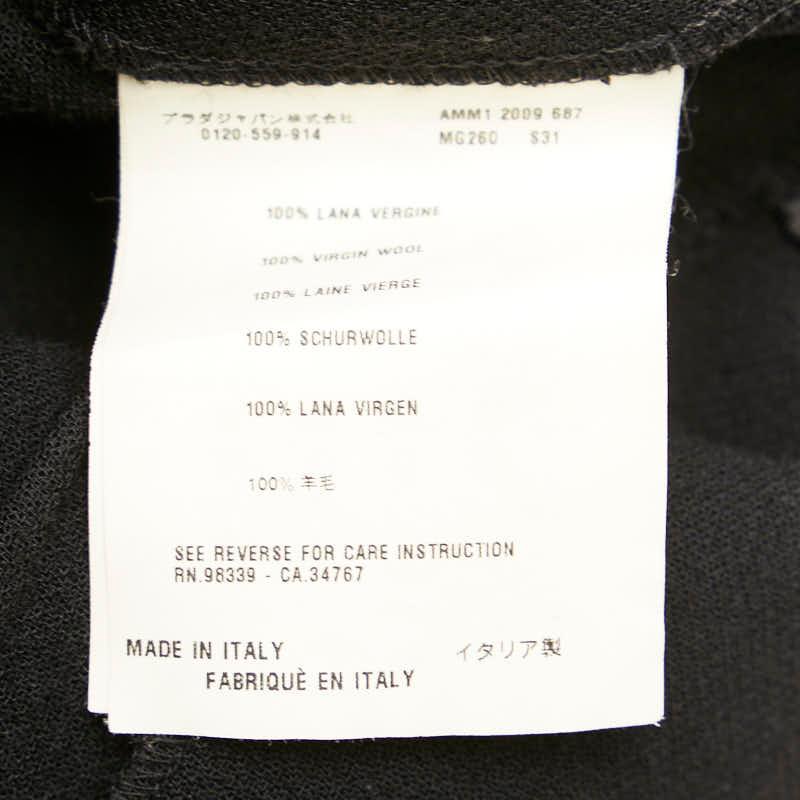 プラダジャパン株式会社
0120-559-914
AMM1 2009 687
MG260 S31
100% LANA VERGINE
100% VIRGIN WOOL
100% LAINE VIERGE
100% SCHURWOLLE
100% LANA VIRGEN
100% 羊毛
SEE REVERSE FOR CARE INSTRUCTION
RN.98339 - CA.34767
MADE IN ITALY
イタリア製
FABRIQUÈ EN ITALY